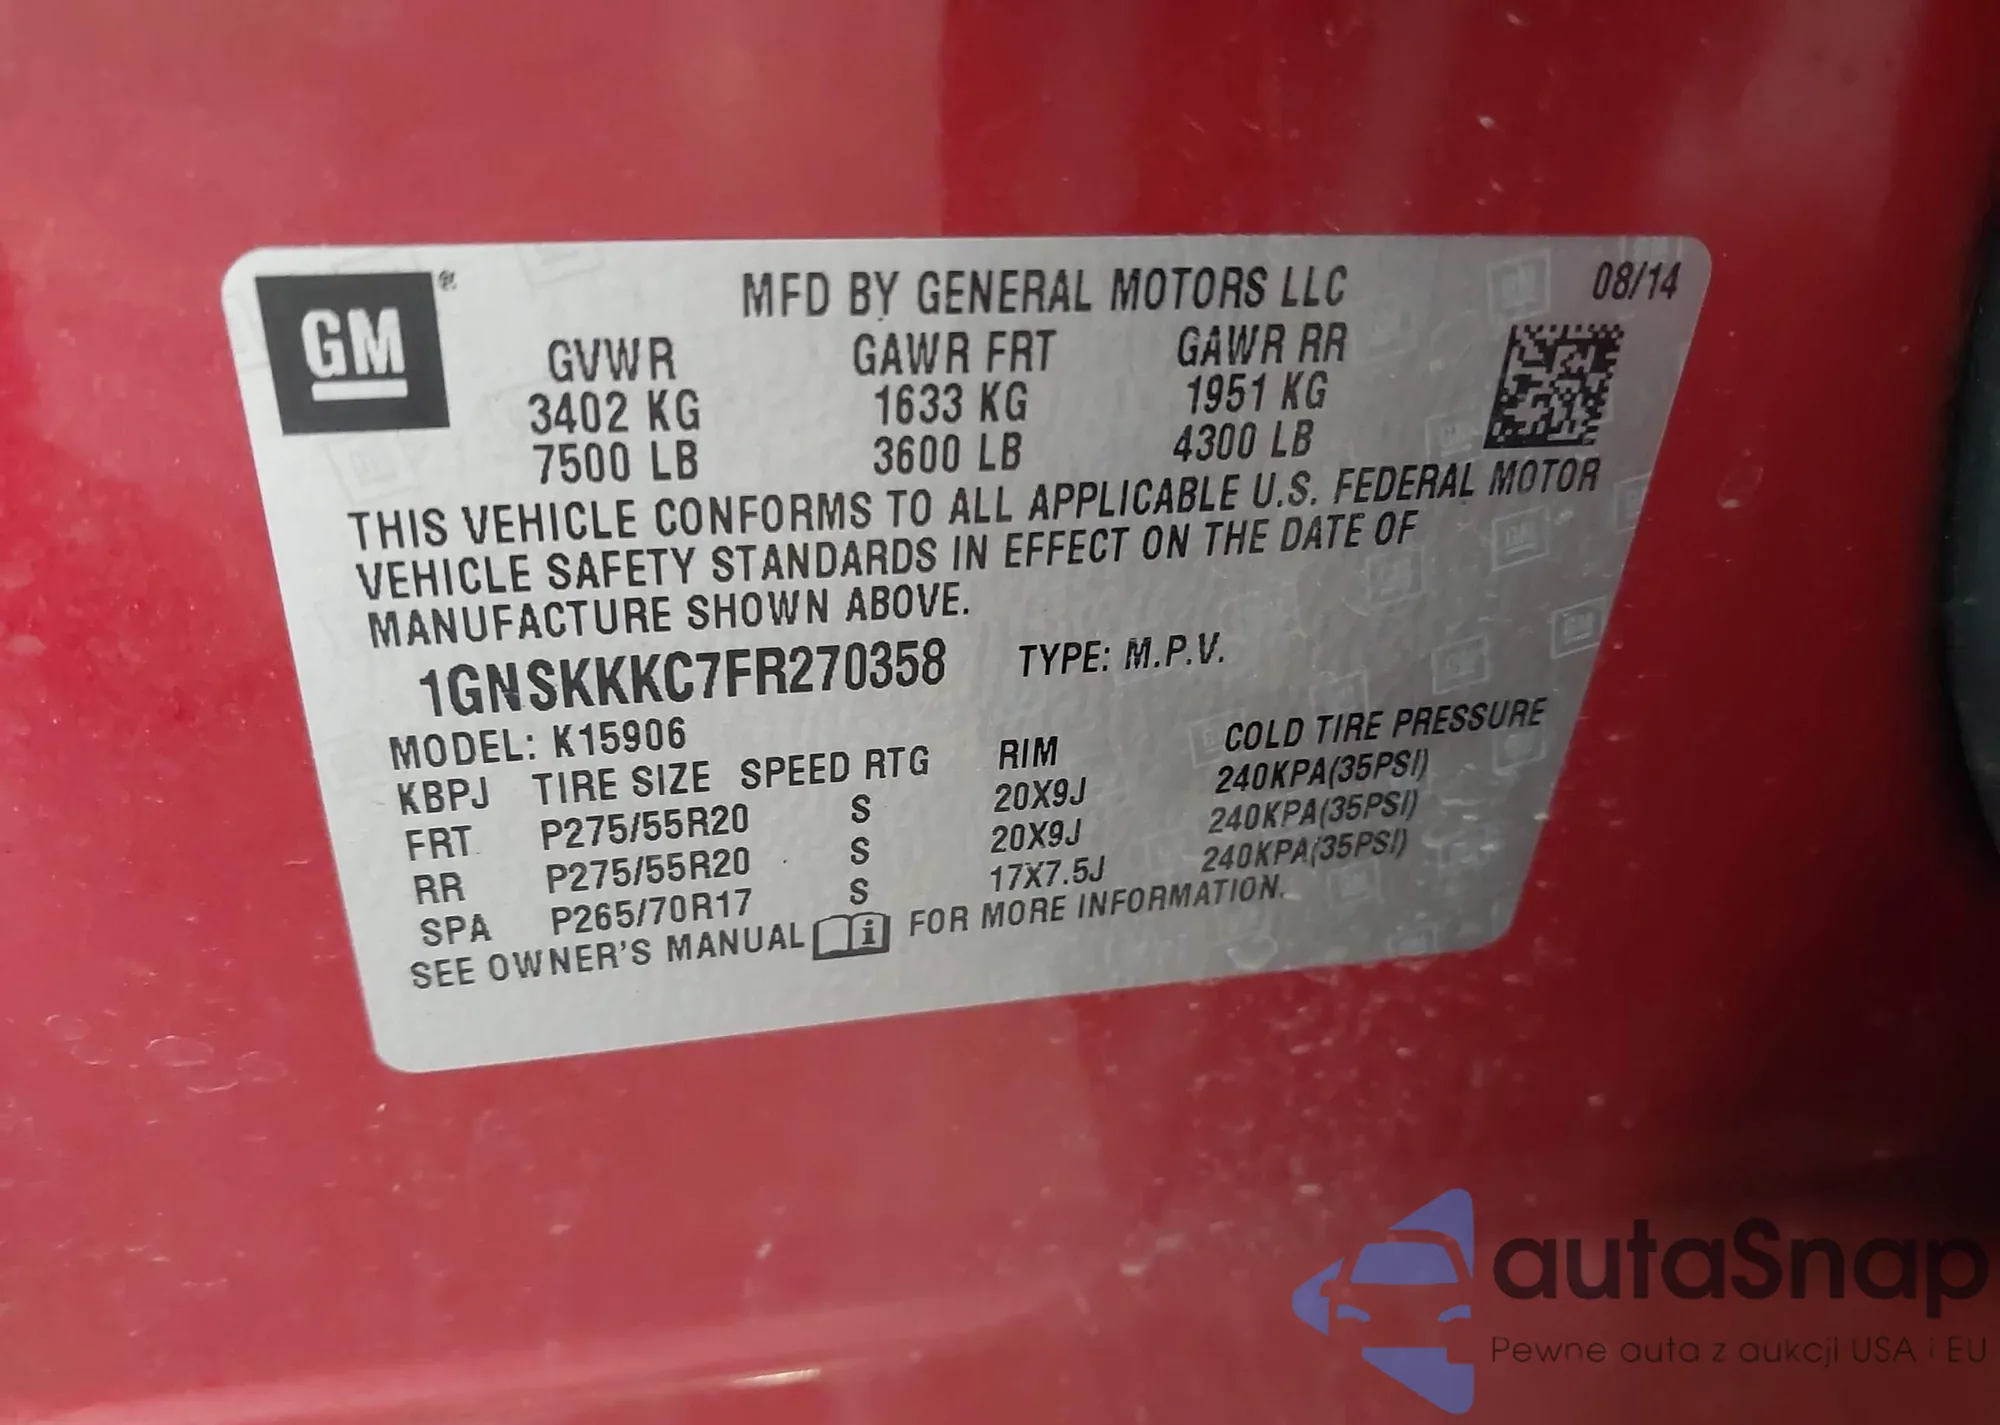 GM®
MFD BY GENERAL MOTORS LLC 08/14
GVWR GAWR FRT GAWR RR
3402 KG 1633 KG 1951 KG
7500 LB 3600 LB 4300 LB
THIS VEHICLE CONFORMS TO ALL APPLICABLE U.S. FEDERAL MOTOR
VEHICLE SAFETY STANDARDS IN EFFECT ON THE DATE OF
MANUFACTURE SHOWN ABOVE.
1GNSKKKC7FR270358 TYPE: M.P.V.
MODEL: K15906
KBPJ TIRE SIZE SPEED RTG RIM COLD TIRE PRESSURE
FRT P275/55R20 S 20X9J 240KPA(35PSI)
RR P275/55R20 S 20X9J 240KPA(35PSI)
SPA P265/70R17 S 17X7.5J 240KPA(35PSI)
SEE OWNER'S MANUAL i FOR MORE INFORMATION.
autaSnap
Pewne auta z aukcji USA i EU